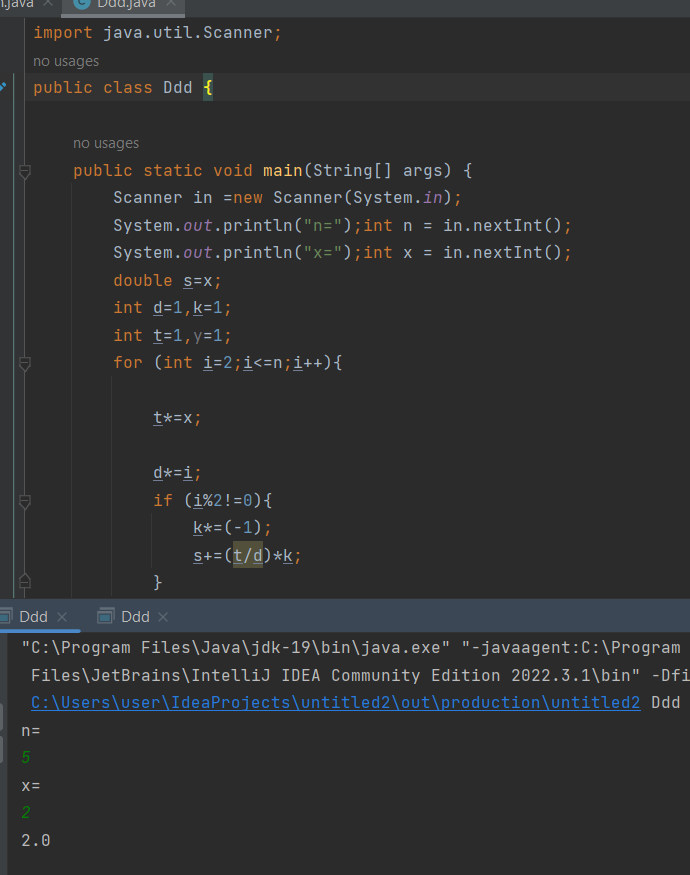 n.java Ddd.java
import java.util.Scanner;
no usages
public class Ddd {
no usages
public static void main(String[] args) {
Scanner in =new Scanner(System.in);
System.out.println("n=");int n = in.nextInt();
System.out.println("x=");int x = in.nextInt();
double s=x;
int d=1,k=1;
int t=1,y=1;
for (int i=2;i<=n;i++){
t*=x;
d*=i;
if (i%2!=0){
k*=(-1);
s+=(t/d)*k;
}
Ddd Ddd
"C:\Program Files\Java\jdk-19\bin\java.exe" "-javaagent:C:\Program
Files\JetBrains\IntelliJ IDEA Community Edition 2022.3.1\bin" -Dfi
C:\Users\user\IdeaProjects\untitled2\out\production\untitled2 Ddd
n=
5
x=
2
2.0